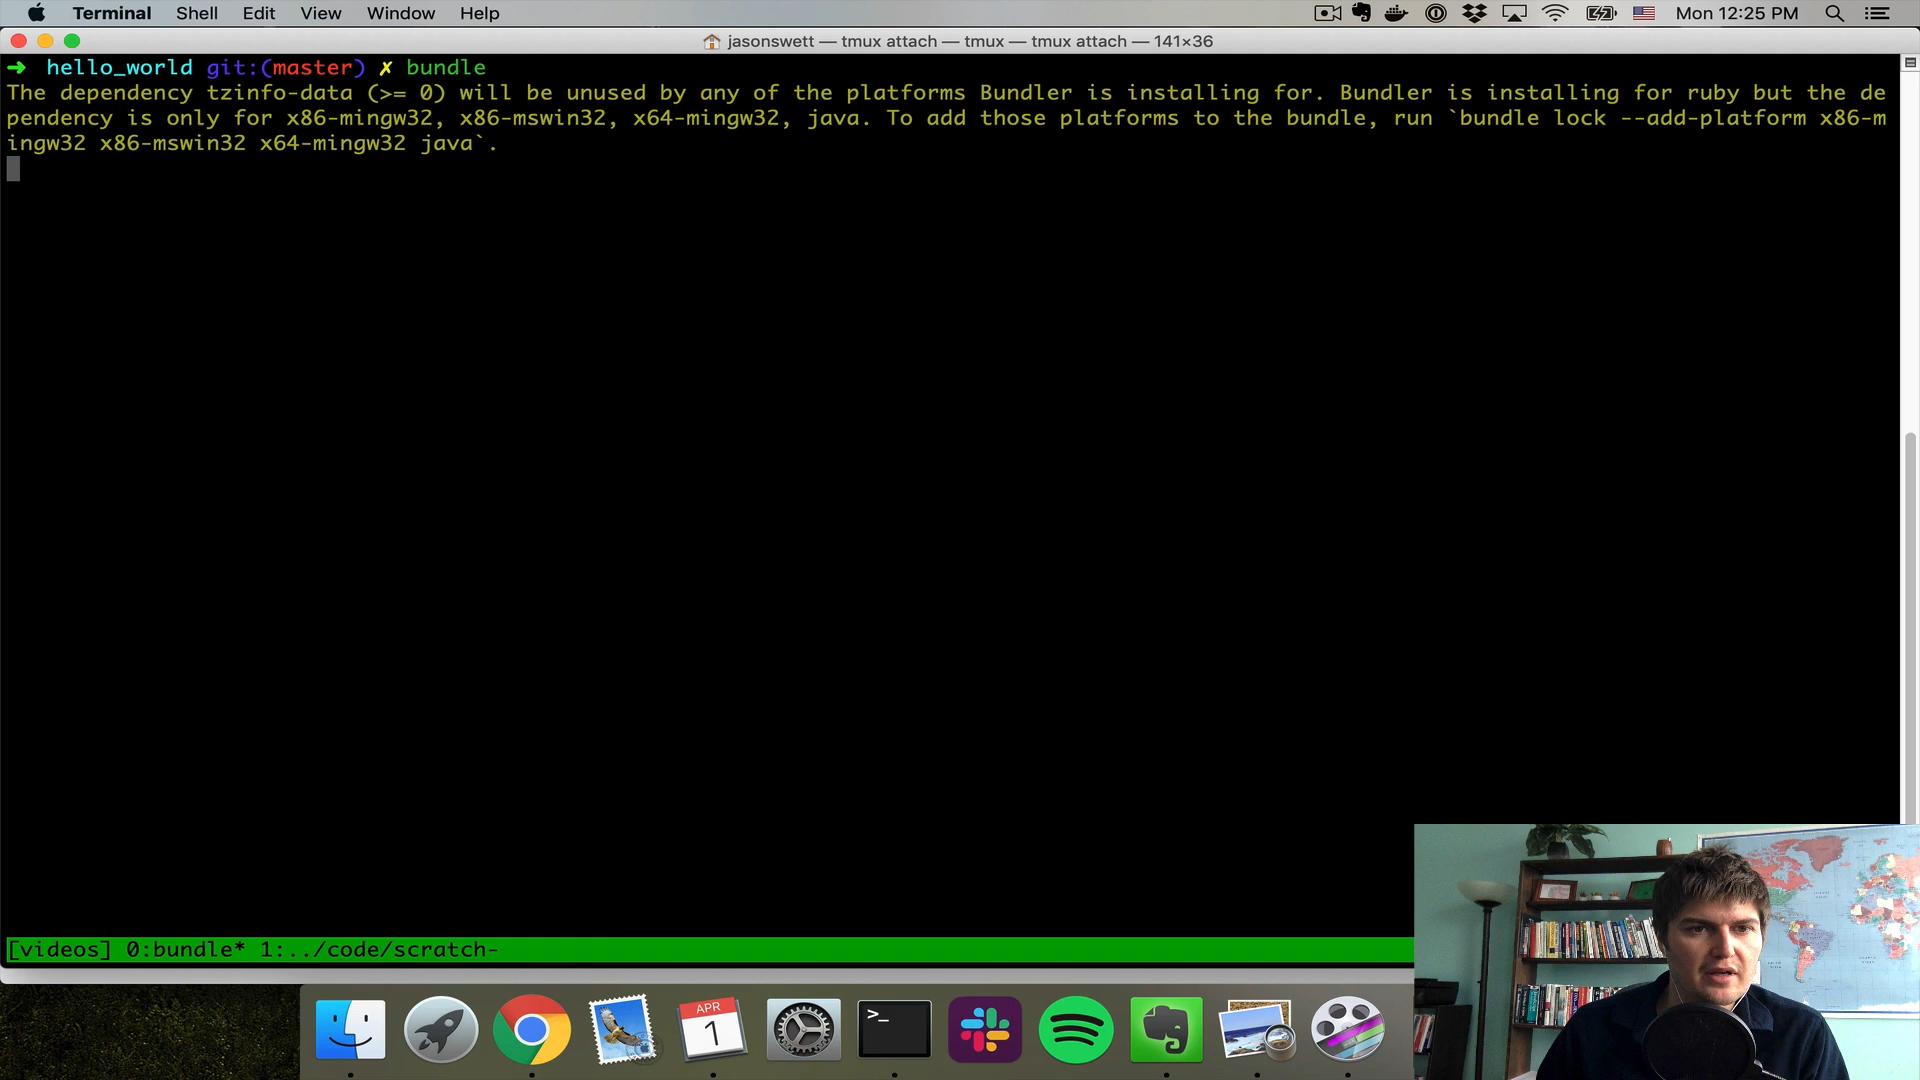 Terminal Shell Edit View Window Help Mon 12:25 PM
jasonswett — tmux attach — tmux — tmux attach — 141×36
➜ hello_world git:(master) ✗ bundle
The dependency tzinfo-data (>= 0) will be unused by any of the platforms Bundler is installing for. Bundler is installing for ruby but the de
pendency is only for x86-mingw32, x86-mswin32, x64-mingw32, java. To add those platforms to the bundle, run `bundle lock --add-platform x86-m
ingw32 x86-mswin32 x64-mingw32 java`.
[videos] 0:bundle* 1:../code/scratch-
APR
1
>_